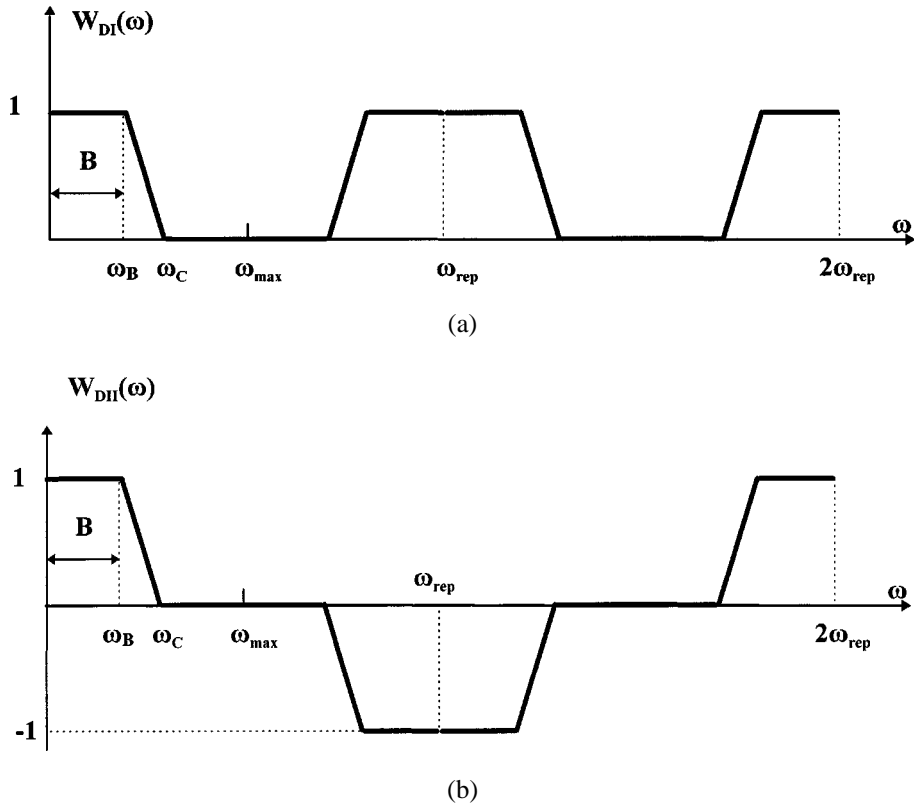 W_DI(ω)
1
B
ω
ω_B ω_C ω_max ω_rep 2ω_rep
(a)
W_DII(ω)
1
B
ω_rep
ω
ω_B ω_C ω_max 2ω_rep
-1
(b)